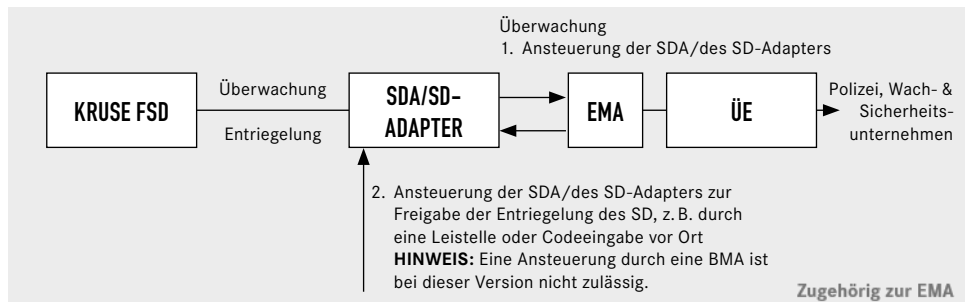 Überwachung
1. Ansteuerung der SDA/des SD-Adapters
KRUSE FSD
Überwachung
Entriegelung
SDA/SD-
ADAPTER
EMA
ÜE
Polizei, Wach- &
Sicherheits-
unternehmen
2. Ansteuerung der SDA/des SD-Adapters zur
Freigabe der Entriegelung des SD, z. B. durch
eine Leistelle oder Codeeingabe vor Ort
HINWEIS: Eine Ansteuerung durch eine BMA ist
bei dieser Version nicht zulässig.
Zugehörig zur EMA